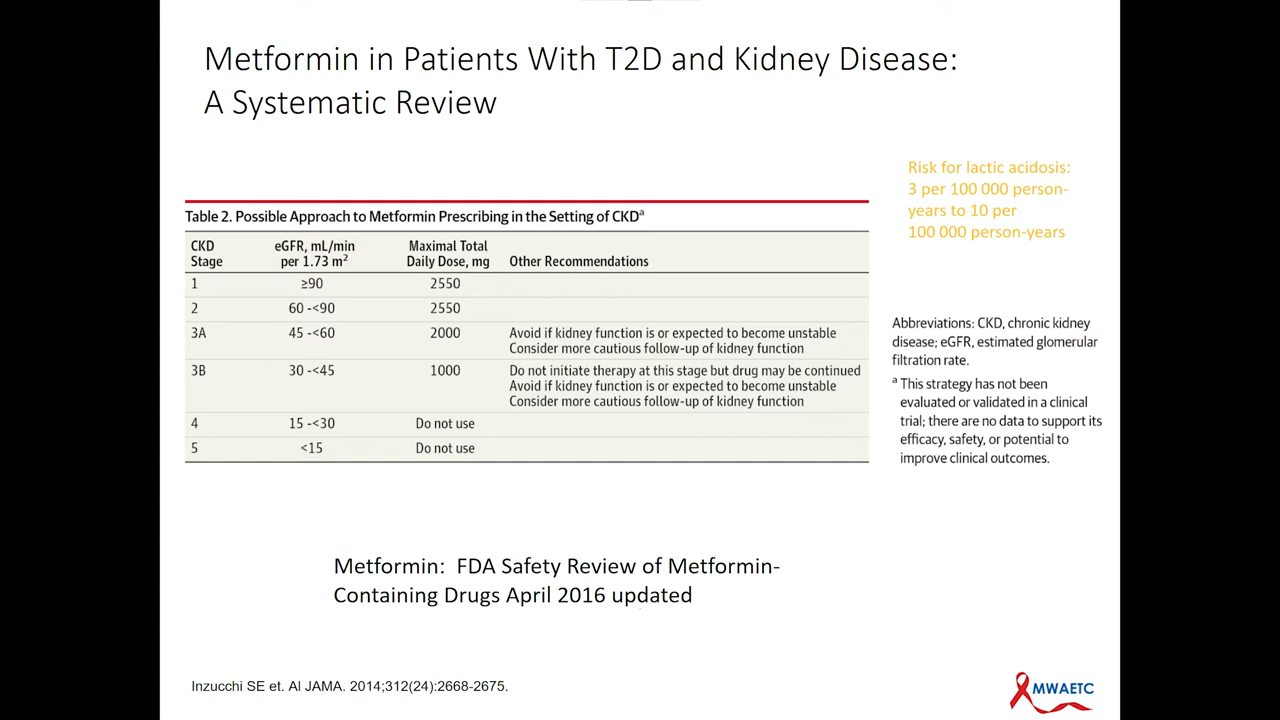 Metformin in Patients With T2D and Kidney Disease:
A Systematic Review
Risk for lactic acidosis:
3 per 100 000 person-
years to 10 per
100 000 person-years
Table 2. Possible Approach to Metformin Prescribing in the Setting of CKDa
CKD Stage eGFR, mL/min per 1.73 m2 Maximal Total Daily Dose, mg Other Recommendations
1 ≥90 2550
2 60 -<90 2550
3A 45 -<60 2000 Avoid if kidney function is or expected to become unstable
Consider more cautious follow-up of kidney function
3B 30 -<45 1000 Do not initiate therapy at this stage but drug may be continued
Avoid if kidney function is or expected to become unstable
Consider more cautious follow-up of kidney function
4 15 -<30 Do not use
5 <15 Do not use
Abbreviations: CKD, chronic kidney
disease; eGFR, estimated glomerular
filtration rate.
a This strategy has not been
evaluated or validated in a clinical
trial; there are no data to support its
efficacy, safety, or potential to
improve clinical outcomes.
Metformin: FDA Safety Review of Metformin-
Containing Drugs April 2016 updated
Inzucchi SE et. Al JAMA. 2014;312(24):2668-2675.
MWAETC